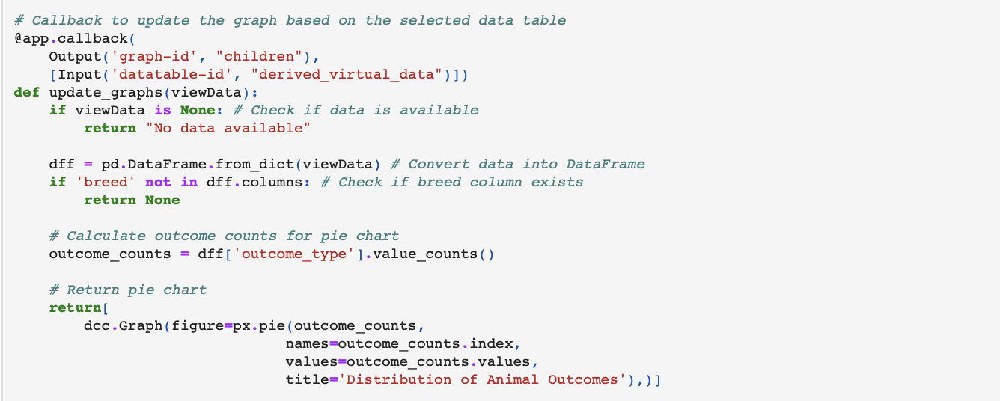 # Callback to update the graph based on the selected data table
@app.callback(
    Output('graph-id', "children"),
    [Input('datatable-id', "derived_virtual_data")])
def update_graphs(viewData):
    if viewData is None: # Check if data is available
        return "No data available"

    dff = pd.DataFrame.from_dict(viewData) # Convert data into DataFrame
    if 'breed' not in dff.columns: # Check if breed column exists
        return None

    # Calculate outcome counts for pie chart
    outcome_counts = dff['outcome_type'].value_counts()

    # Return pie chart
    return[
        dcc.Graph(figure=px.pie(outcome_counts,
                               names=outcome_counts.index,
                               values=outcome_counts.values,
                               title='Distribution of Animal Outcomes'),)]